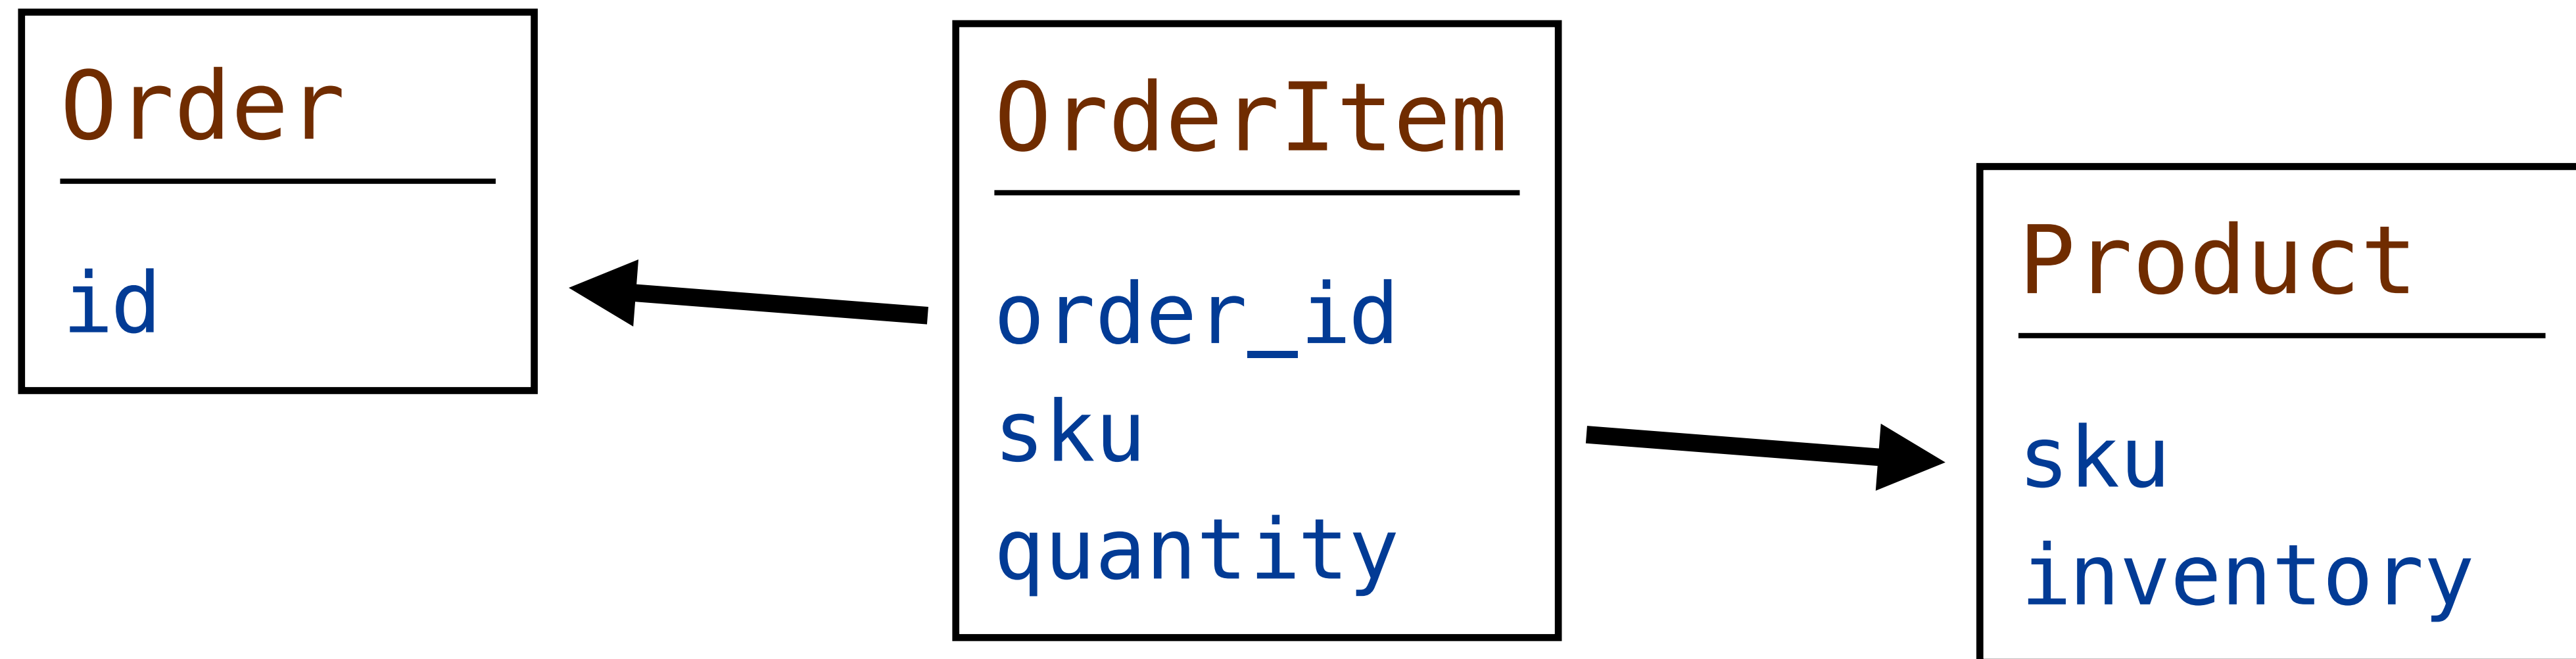 Order
id
OrderItem
order_id
sku
quantity
Product
sku
inventory